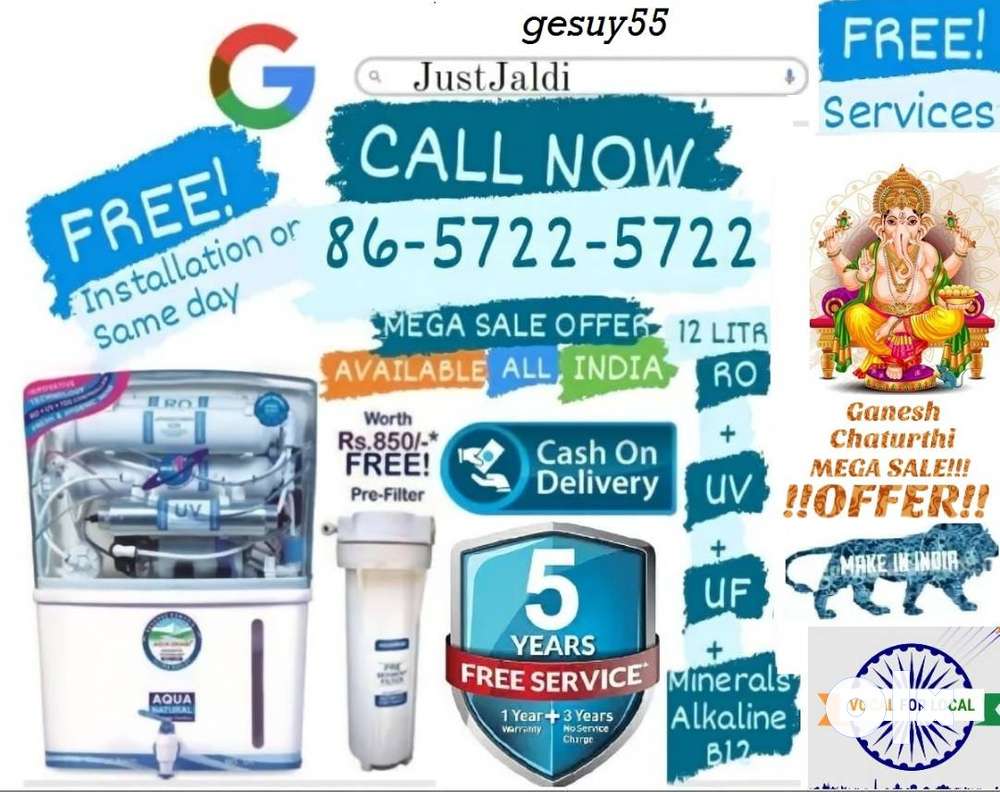 gesuy55
G
JustJaldi
FREE!
Services
CALL NOW
86-5722-5722
FREE!
Installation or
Same day
MEGA SALE OFFER
AVAILABLE ALL INDIA
12 LITR
RO
+
UV
+
UF
+
Minerals
Alkaline
B12
Worth
Rs.850/-*
FREE!
Pre-Filter
Cash On
Delivery
5
YEARS
FREE SERVICE*
1 Year + 3 Years
Warranty No Service
Charge
INNOVATIVE
TECHNOLOGY
RO
UV
AQUA
NATURAL
Ganesh
Chaturthi
MEGA SALE!!!
!!OFFER!!
MAKE IN INDIA
VOCAL FOR LOCAL